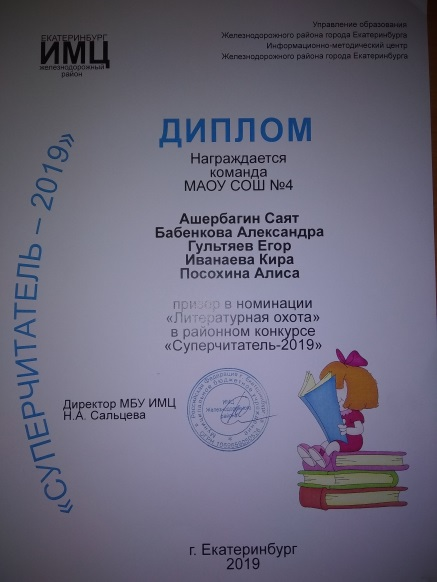 ЕКАТЕРИНБУРГ
ИМЦ
железнодорожный
район
Управление образования
Железнодорожного района города Екатеринбурга
Информационно-методический центр
Железнодорожного района города Екатеринбурга
«СУПЕРЧИТАТЕЛЬ – 2019»
ДИПЛОМ
Награждается
команда
МАОУ СОШ №4
Ашербагин Саят
Бабенкова Александра
Гультяев Егор
Иванаева Кира
Посохина Алиса
призер в номинации
«Литературная охота»
в районном конкурсе
«Суперчитатель-2019»
Директор МБУ ИМЦ
Н.А. Сальцева
г. Екатеринбург
2019